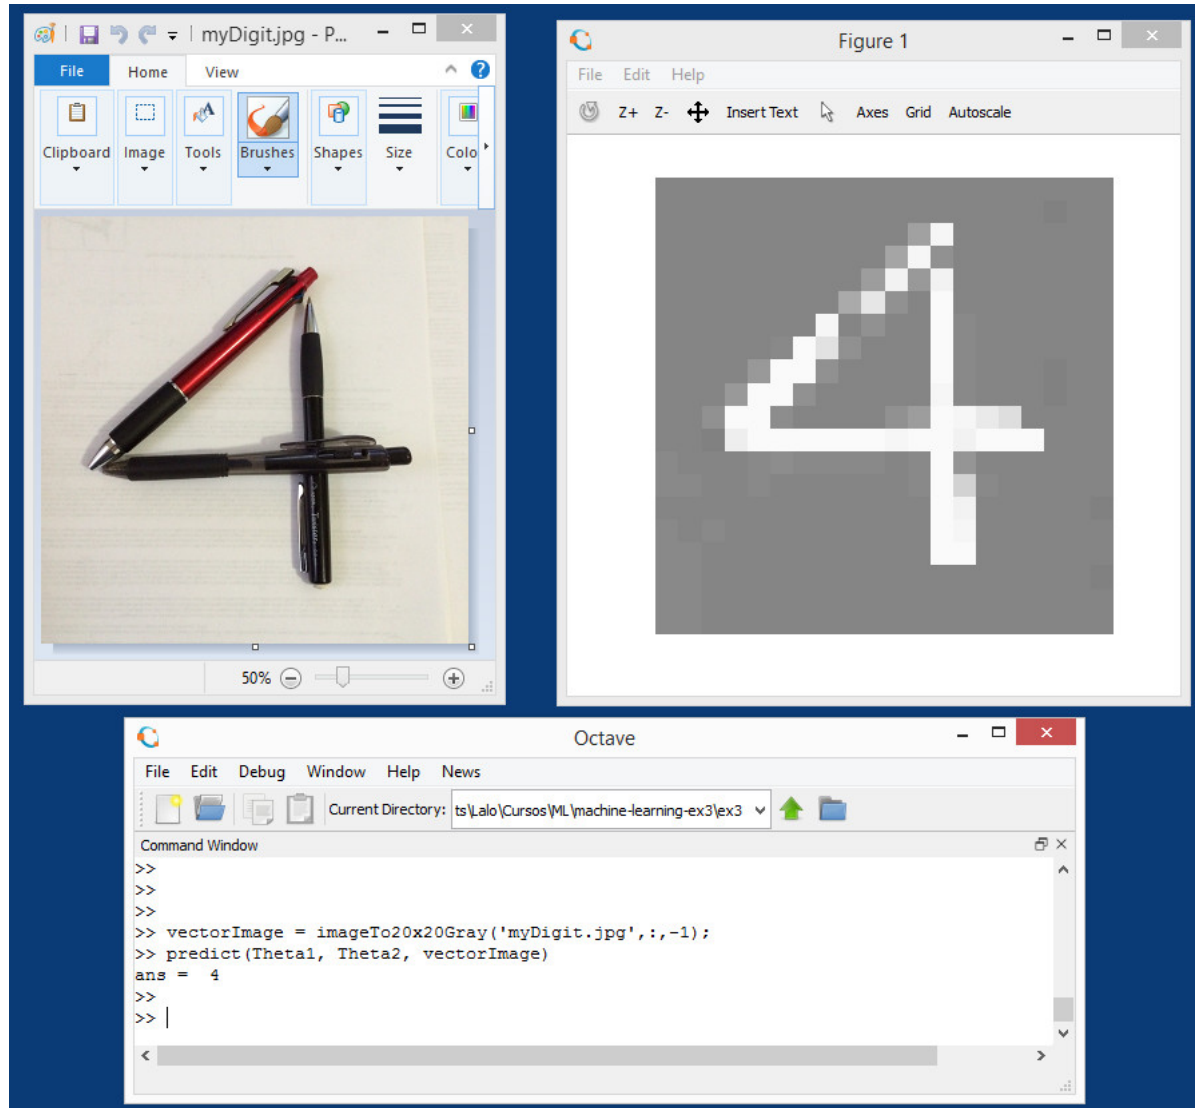 myDigit.jpg - P...
File Home View
Clipboard Image Tools Brushes Shapes Size Colo
50%
Figure 1
File Edit Help
Z+ Z- Insert Text Axes Grid Autoscale
Octave
File Edit Debug Window Help News
Current Directory: ts\Lalo\Cursos\ML\machine-learning-ex3\ex3
Command Window
>>
>>
>>
>> vectorImage = imageTo20x20Gray('myDigit.jpg',:,-1);
>> predict(Theta1, Theta2, vectorImage)
ans = 4
>>
>>